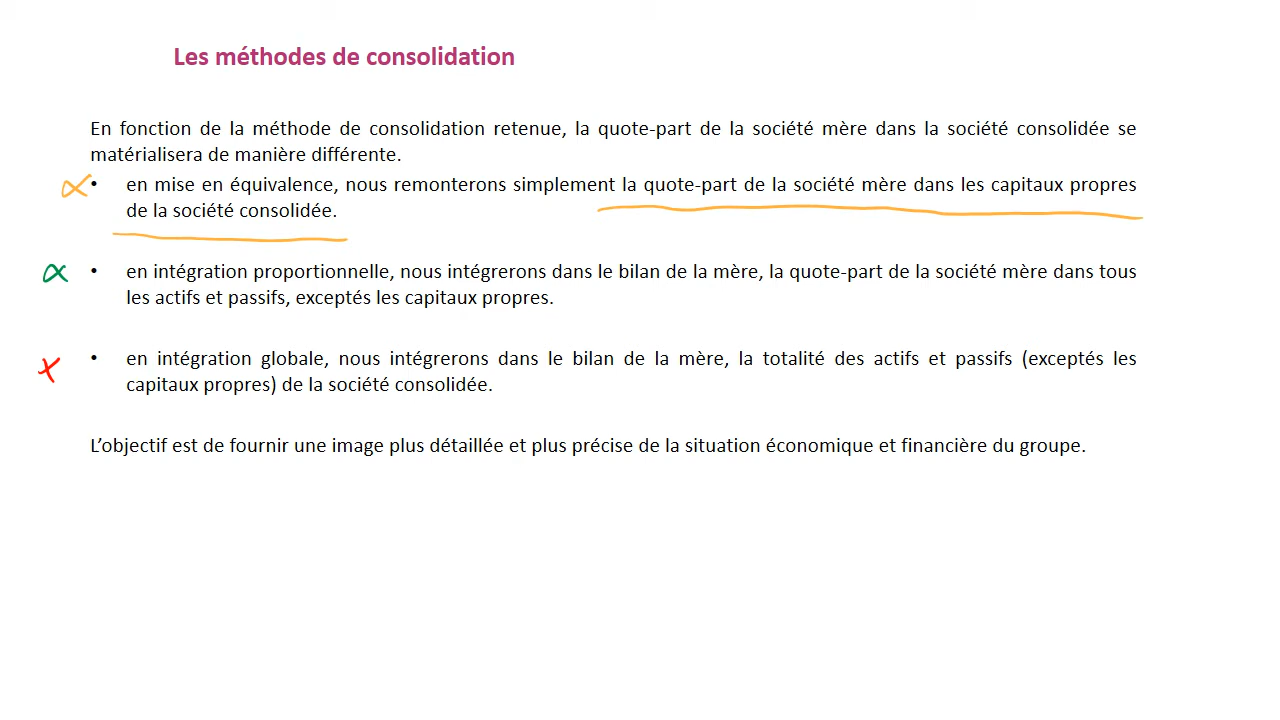 Les méthodes de consolidation
En fonction de la méthode de consolidation retenue, la quote-part de la société mère dans la société consolidée se
matérialisera de manière différente.
• en mise en équivalence, nous remonterons simplement la quote-part de la société mère dans les capitaux propres
de la société consolidée.
• en intégration proportionnelle, nous intégrerons dans le bilan de la mère, la quote-part de la société mère dans tous
les actifs et passifs, exceptés les capitaux propres.
• en intégration globale, nous intégrerons dans le bilan de la mère, la totalité des actifs et passifs (exceptés les
capitaux propres) de la société consolidée.
L’objectif est de fournir une image plus détaillée et plus précise de la situation économique et financière du groupe.